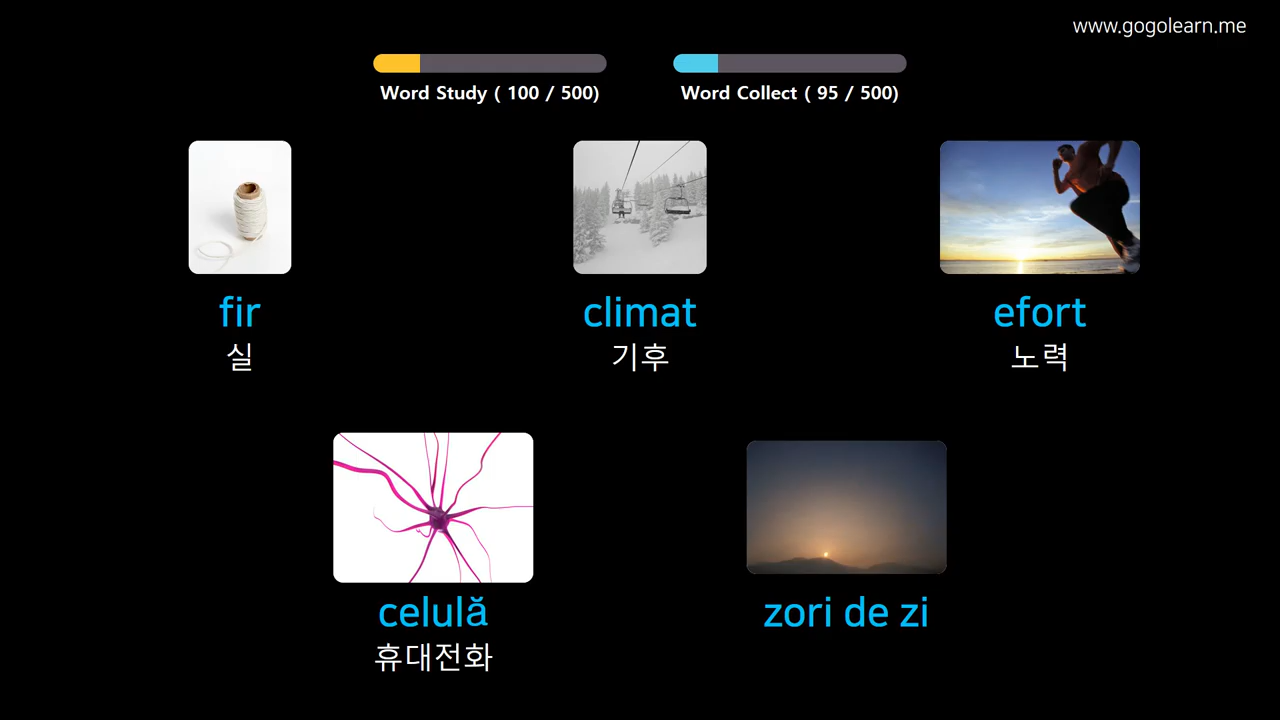 www.gogolearn.me
Word Study ( 100 / 500)
Word Collect ( 95 / 500)
fir
실
climat
기후
efort
노력
celulă
휴대전화
zori de zi